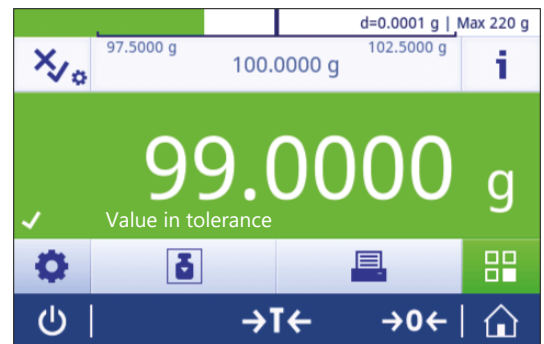 d=0.0001 g | Max 220 g
97.5000 g
102.5000 g
100.0000 g
i
99.0000 g
Value in tolerance
→T←
→0←